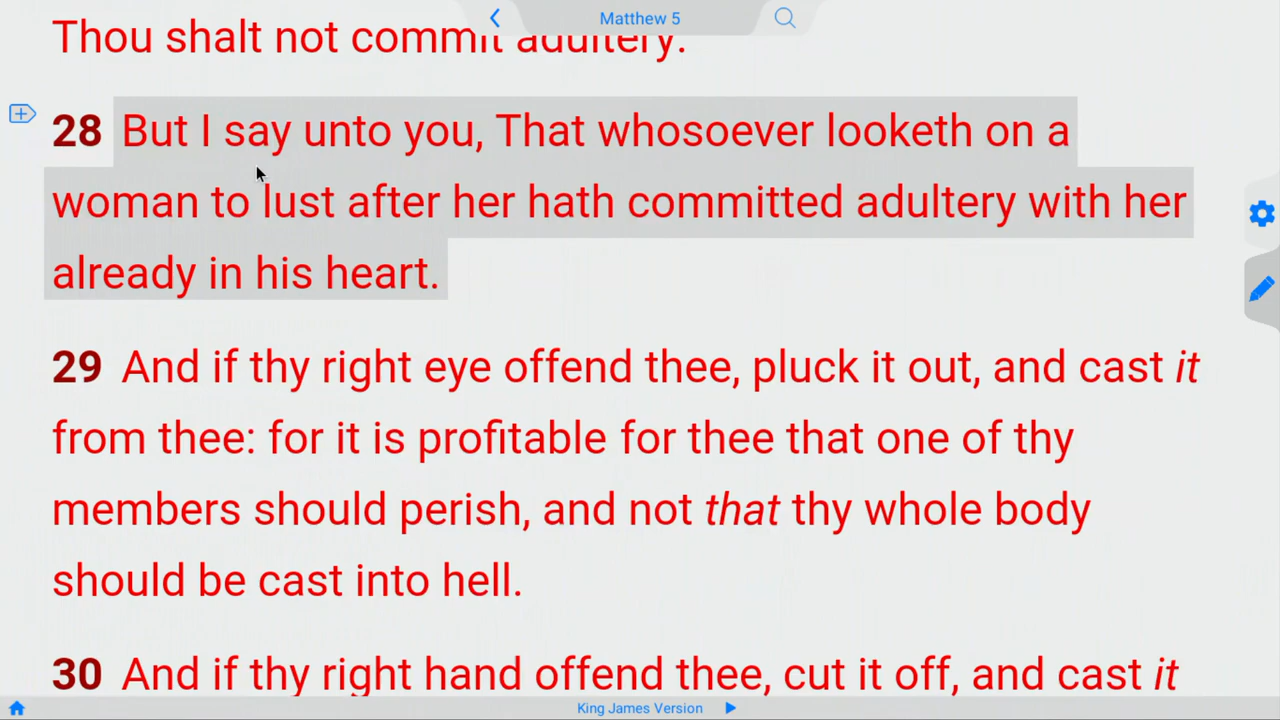 Matthew 5
Thou shalt not commit adultery.
28 But I say unto you, That whosoever looketh on a
woman to lust after her hath committed adultery with her
already in his heart.
29 And if thy right eye offend thee, pluck it out, and cast it
from thee: for it is profitable for thee that one of thy
members should perish, and not that thy whole body
should be cast into hell.
30 And if thy right hand offend thee, cut it off, and cast it
King James Version